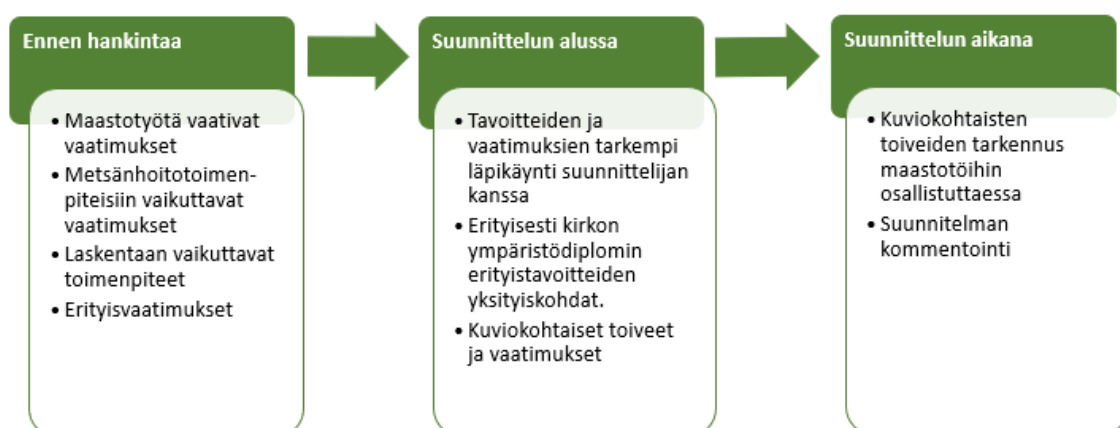 Ennen hankintaa
• Maastotyötä vaativat
vaatimukset
• Metsänhoitotoimen-
piteisiin vaikuttavat
vaatimukset
• Laskentaan vaikuttavat
toimenpiteet
• Erityisvaatimukset
Suunnittelun alussa
• Tavoitteiden ja
vaatimuksien tarkempi
läpikäynti suunnittelijan
kanssa
• Erityisesti kirkon
ympäristödiplomin
erityistavoitteiden
yksityiskohdat.
• Kuviokohtaiset toiveet
ja vaatimukset
Suunnittelun aikana
• Kuviokohtaisten
toiveiden tarkennus
maastotöihin
osallistuttaessa
• Suunnitelman
kommentointi